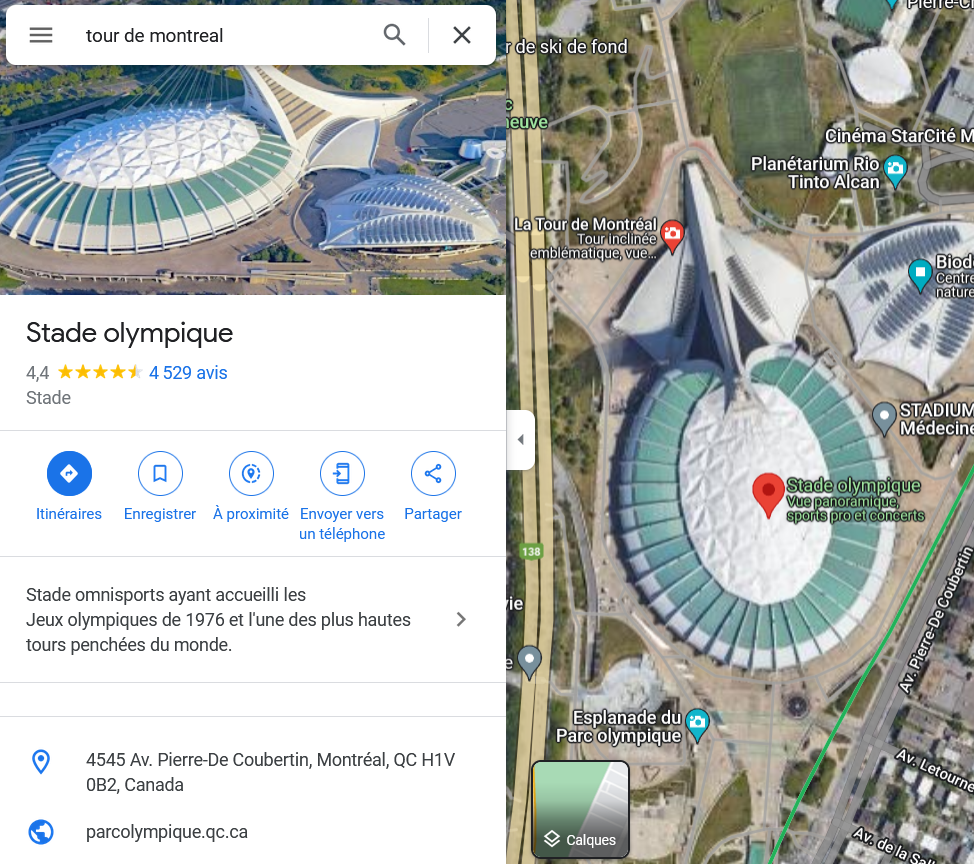 tour de montreal
Stade olympique
4,4 4 529 avis
Stade
Itinéraires
Enregistrer
À proximité
Envoyer vers
un téléphone
Partager
Stade omnisports ayant accueilli les
Jeux olympiques de 1976 et l'une des plus hautes
tours penchées du monde.
4545 Av. Pierre-De Coubertin, Montréal, QC H1V
0B2, Canada
parcolympique.qc.ca
de ski de fond
Cinéma StarCité M
Planétarium Rio
Tinto Alcan
La Tour de Montréal
Tour inclinée
emblématique, vue…
Biod
Centre
nature
STADIUM
Médecine
Stade olympique
Vue panoramique,
sports pro et concerts
138
Av. Pierre-De Coubertin
Esplanade du
Parc olympique
Av. Letourne
Av. de la Sal
Calques